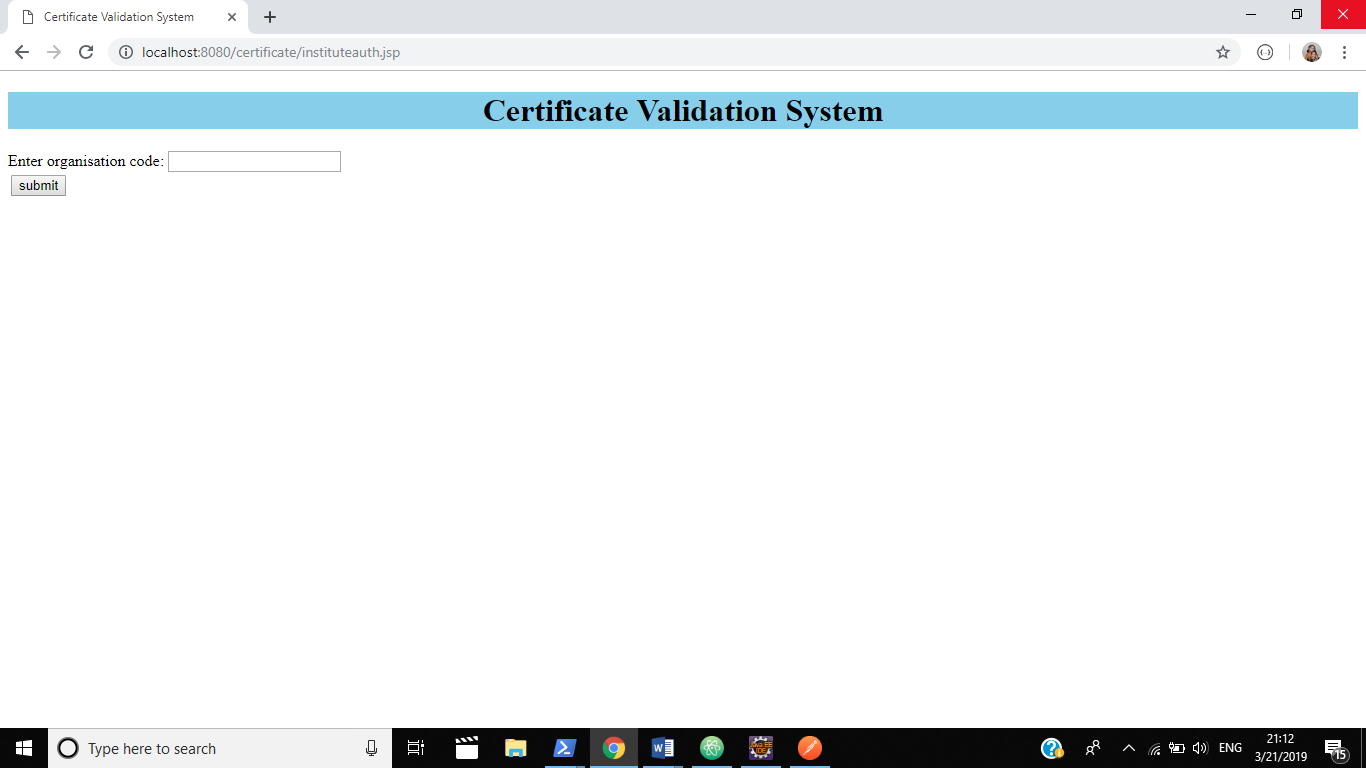 Certificate Validation System
localhost:8080/certificate/instituteauth.jsp
Certificate Validation System
Enter organisation code:
submit
Type here to search
ENG
21:12
3/21/2019
15